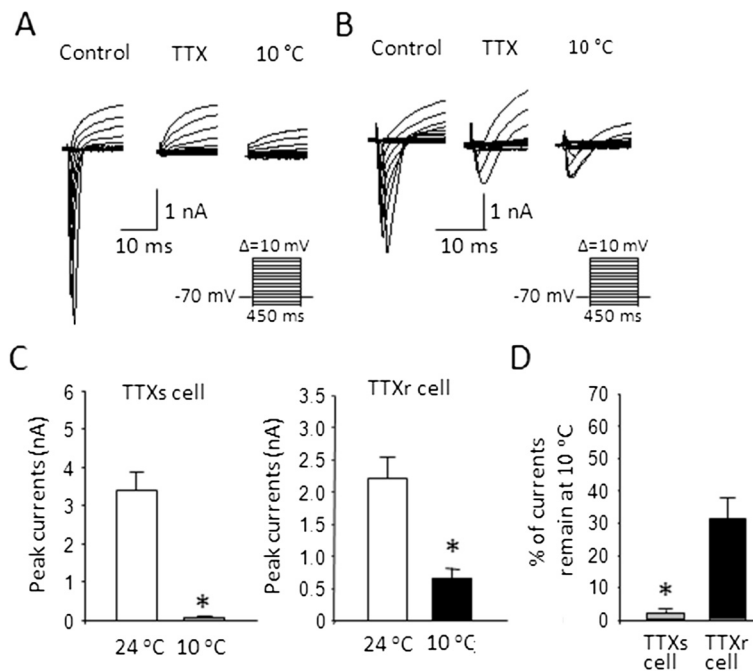 A
Control TTX 10 °C
1 nA
10 ms
Δ=10 mV
-70 mV
450 ms
B
Control TTX 10 °C
1 nA
10 ms
Δ=10 mV
-70 mV
450 ms
C
TTXs cell
Peak currents (nA)
6
5
4
3
2
1
0
*
24 °C 10 °C
TTXr cell
Peak currents (nA)
3.5
3.0
2.5
2.0
1.5
1.0
0.5
0
*
24 °C 10 °C
D
% of currents
remain at 10 °C
70
60
50
40
30
20
10
0
*
TTXs TTXr
cell cell